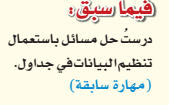 فيما سبق:
درستُ حل مسائل باستعمال
تنظيم البيانات في جداول.
(مهارة سابقة)